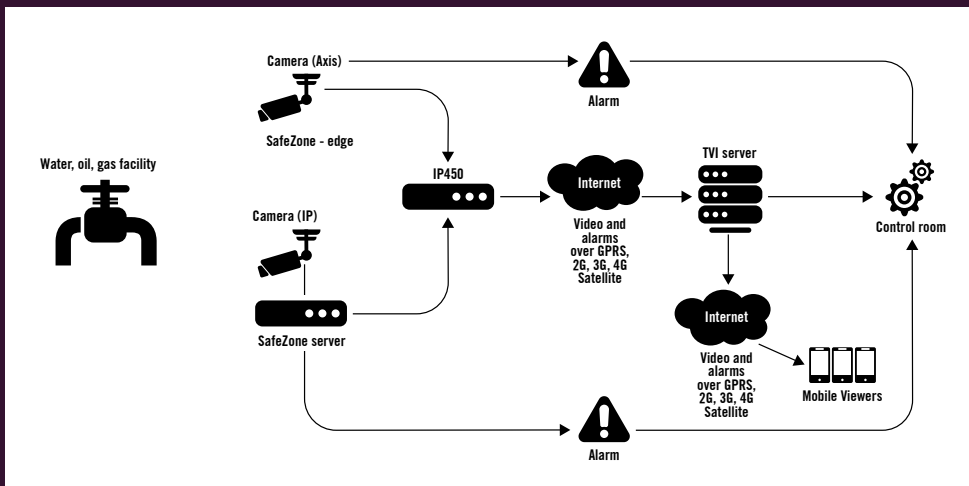 Camera (Axis)
SafeZone - edge
Alarm
Water, oil, gas facility
IP450
Camera (IP)
SafeZone server
Internet
Video and
alarms
over GPRS,
2G, 3G, 4G
Satellite
TVI server
Control room
Internet
Video and
alarms
over GPRS,
2G, 3G, 4G
Satellite
Mobile Viewers
Alarm